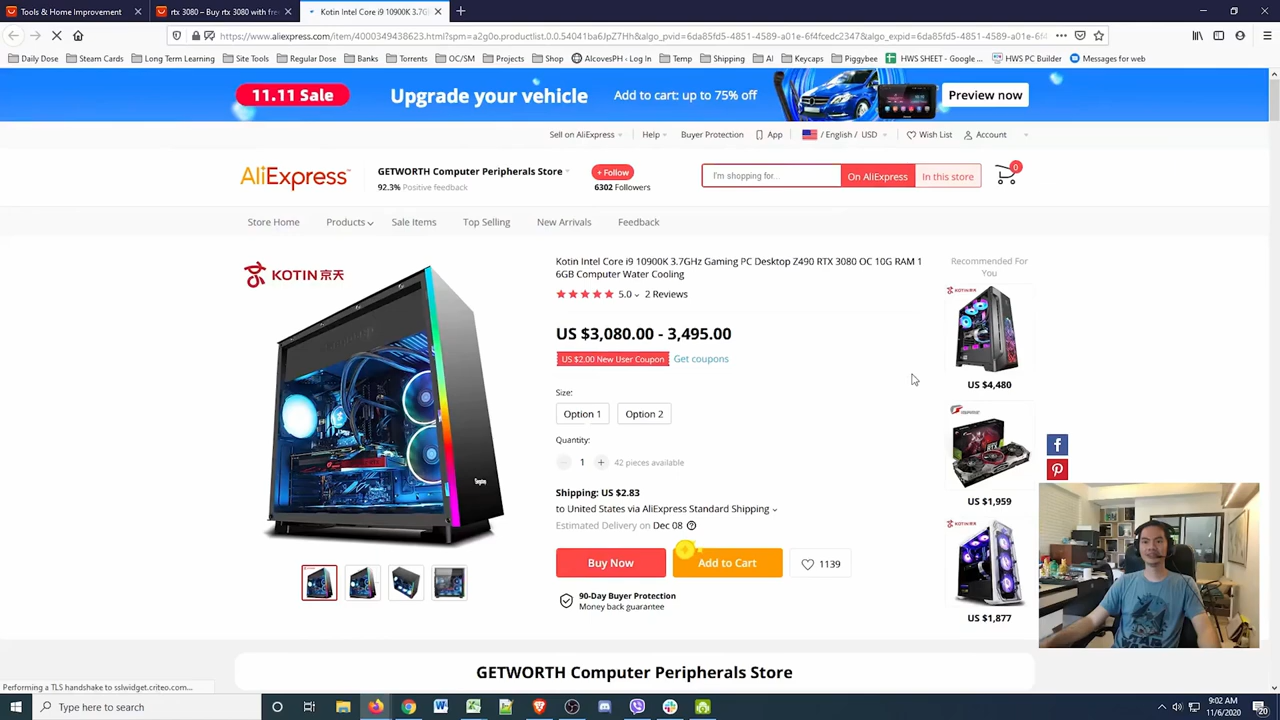 Tools & Home Improvement
rtx 3080 – Buy rtx 3080 with fre
Kotin Intel Core i9 10900K 3.7G
https://www.aliexpress.com/item/4000349438623.html?spm=a2g0o.productlist.0.0.54041ba6JpZ7Hh&algo_pvid=6da85fd5-4851-4589-a01e-6f4fcedc2347&algo_expid=6da85fd5-4851-4589-a01e-6f4
Daily Dose
Steam Cards
Long Term Learning
Site Tools
Regular Dose
Banks
Torrents
OC/SM
Projects
Shop
AlcovesPH ‹ Log In
Temp
Shipping
AI
Keycaps
Piggybee
HWS SHEET - Google ...
HWS PC Builder
Messages for web
11.11 Sale
Upgrade your vehicle
Add to cart: up to 75% off
Preview now
Sell on AliExpress
Help
Buyer Protection
App
/ English / USD
Wish List
Account
AliExpress
GETWORTH Computer Peripherals Store
92.3% Positive feedback
+ Follow
6302 Followers
I'm shopping for...
On AliExpress
In this store
0
Store Home
Products
Sale Items
Top Selling
New Arrivals
Feedback
KOTIN 京天
Kotin Intel Core i9 10900K 3.7GHz Gaming PC Desktop Z490 RTX 3080 OC 10G RAM 1
6GB Computer Water Cooling
5.0
2 Reviews
US $3,080.00 - 3,495.00
US $2.00 New User Coupon
Get coupons
Size:
Option 1
Option 2
Quantity:
1
+
42 pieces available
Shipping: US $2.83
to United States via AliExpress Standard Shipping
Estimated Delivery on Dec 08
Buy Now
Add to Cart
1139
90-Day Buyer Protection
Money back guarantee
Recommended For
You
KOTIN 京天
US $4,480
US $1,959
KOTIN 京天
US $1,877
GETWORTH Computer Peripherals Store
Performing a TLS handshake to sslwidget.criteo.com...
Type here to search
9:02 AM
11/6/2020
20